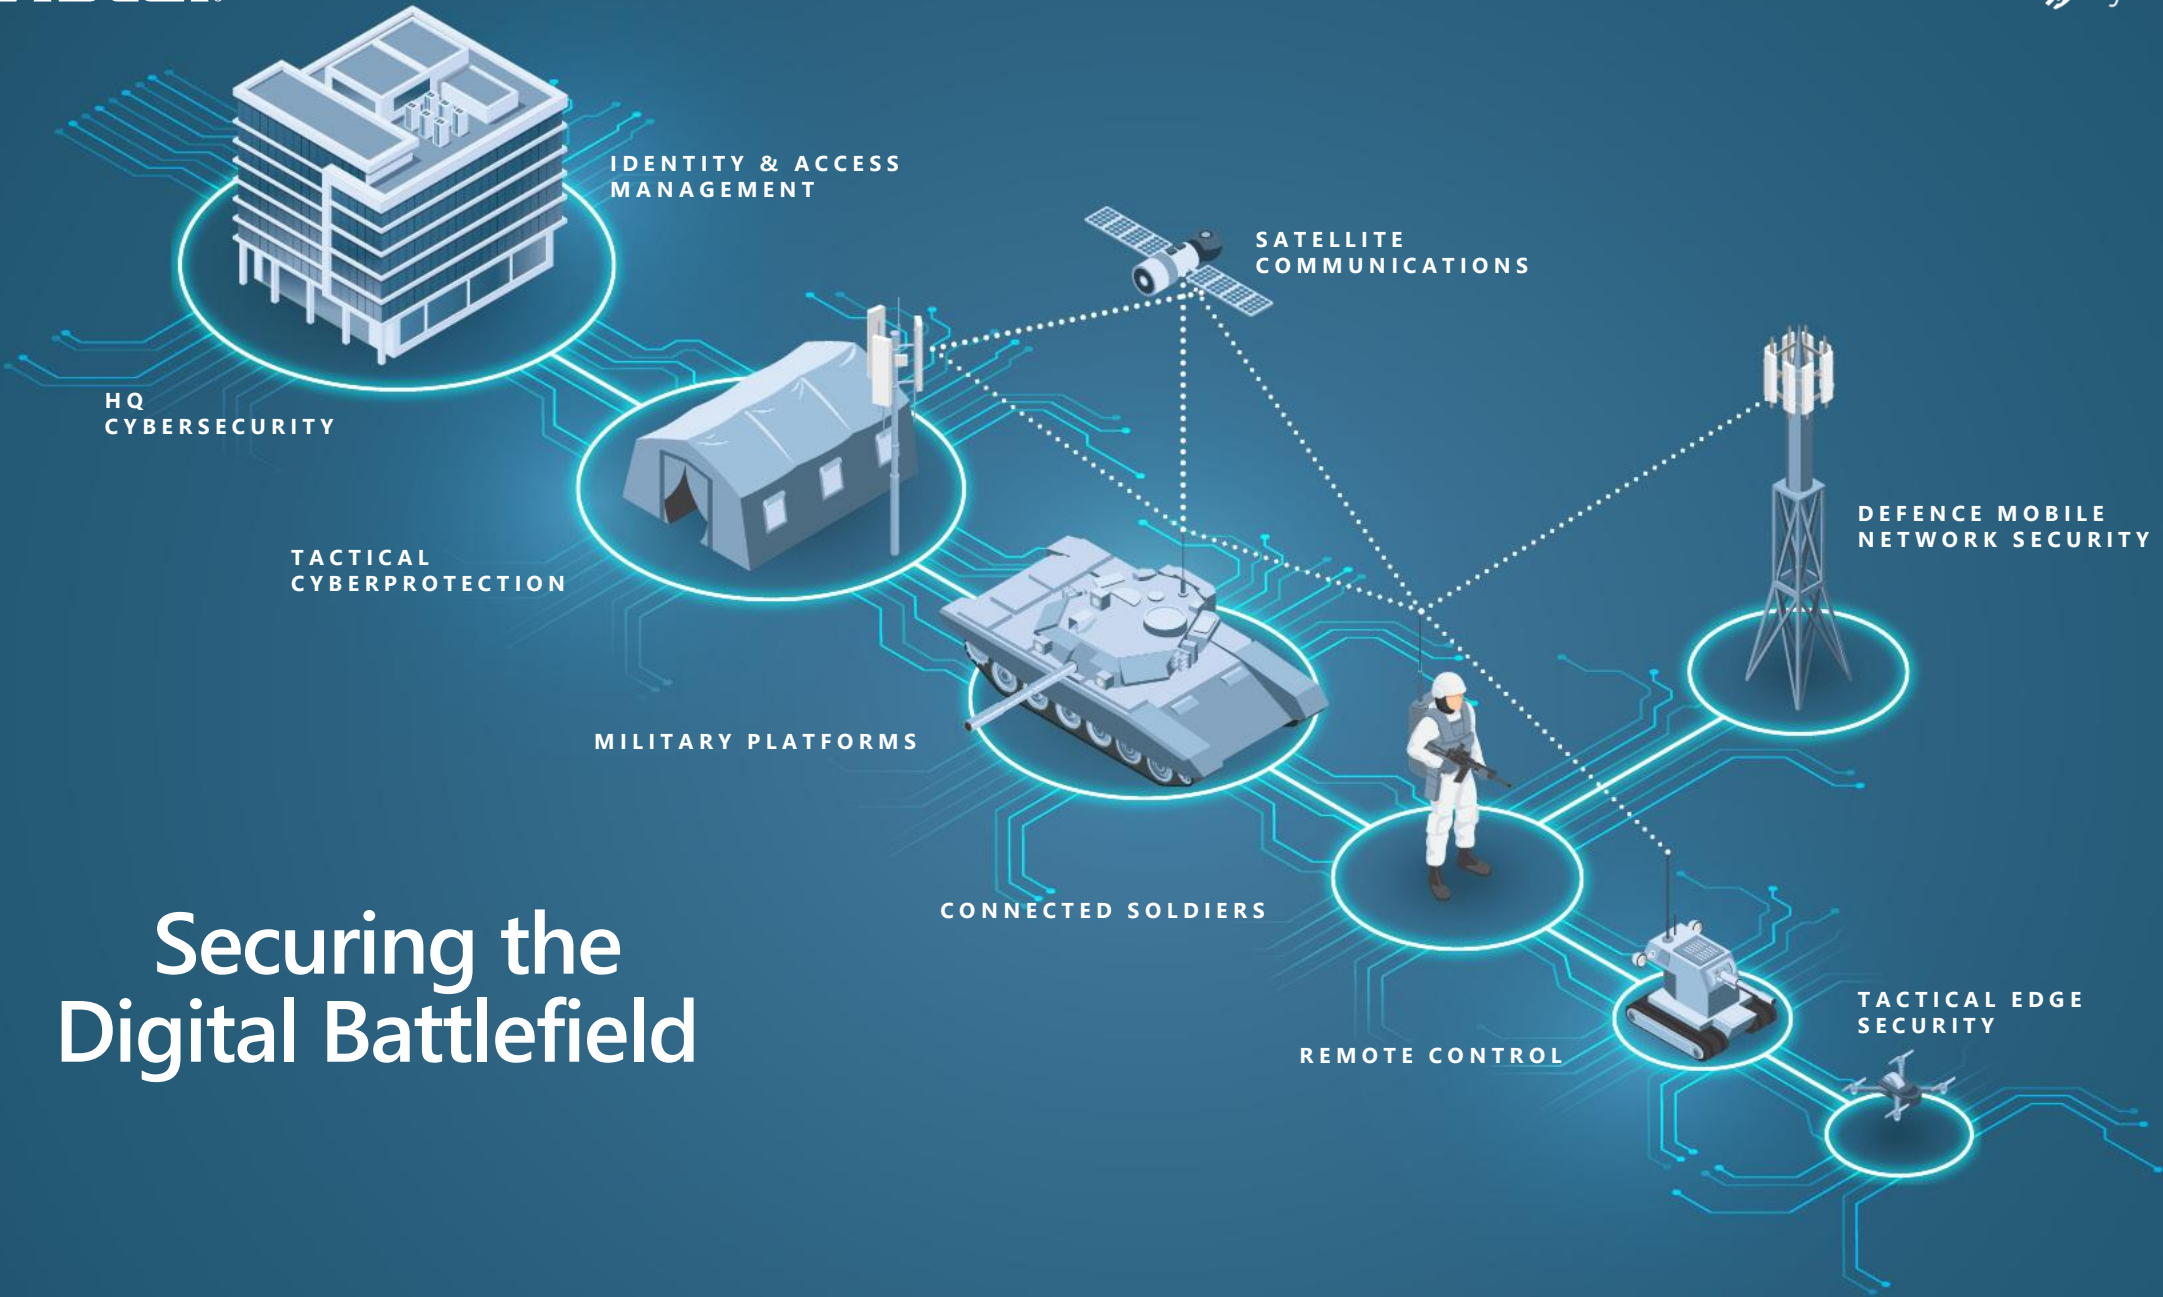 IDENTITY & ACCESS
MANAGEMENT
SATELLITE
COMMUNICATIONS
HQ
CYBERSECURITY
DEFENCE MOBILE
NETWORK SECURITY
TACTICAL
CYBERPROTECTION
MILITARY PLATFORMS
CONNECTED SOLDIERS
Securing the
Digital Battlefield
TACTICAL EDGE
SECURITY
REMOTE CONTROL